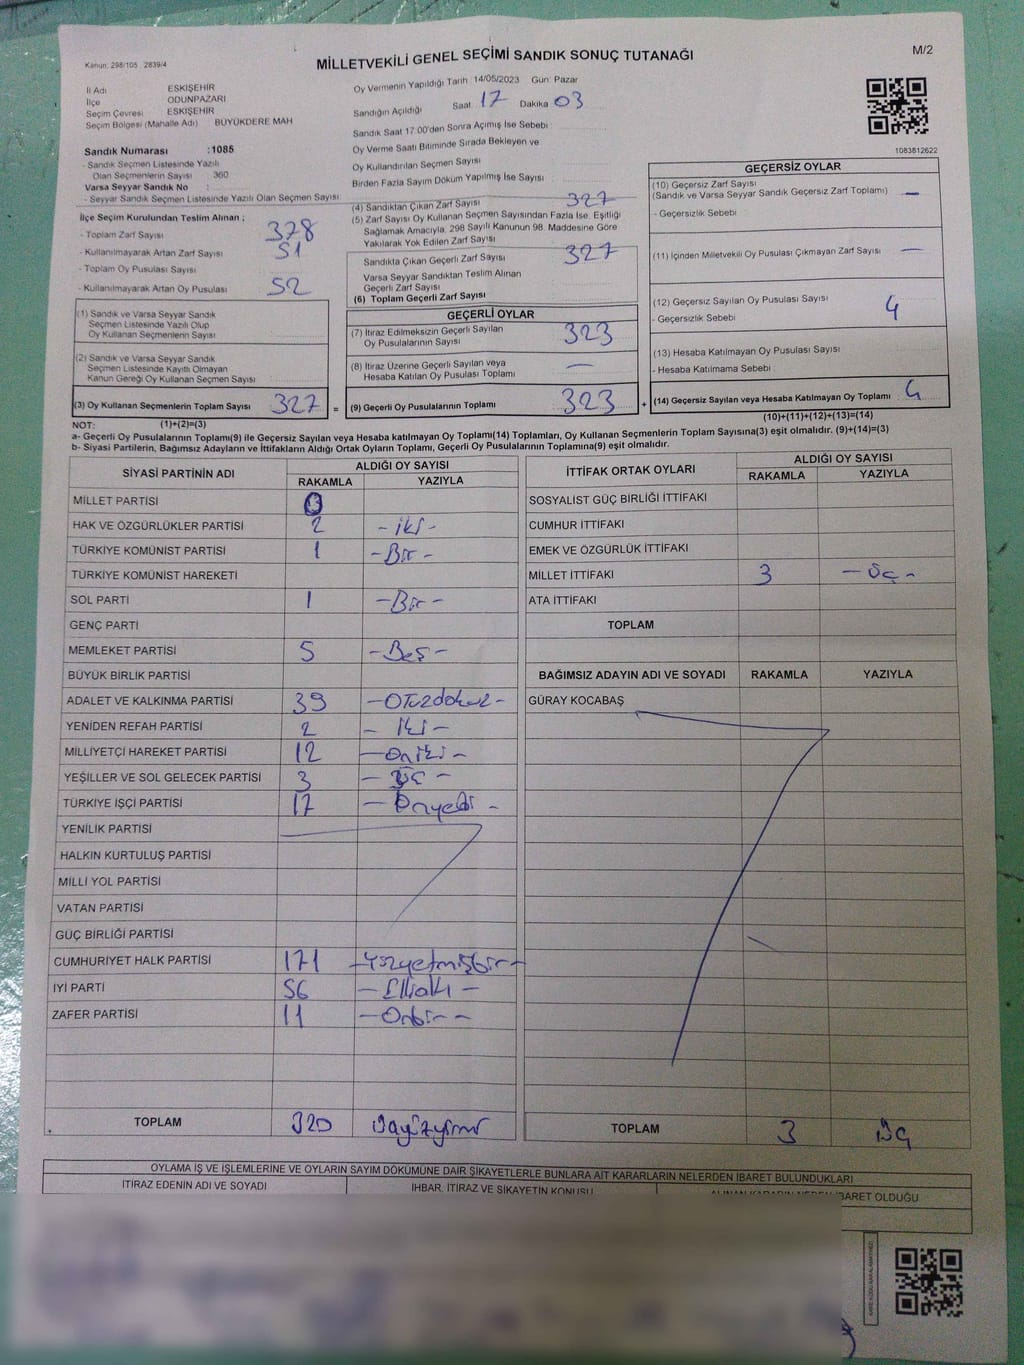 Kanun: 298/105 2839/4
MİLLETVEKİLİ GENEL SEÇİMİ SANDIK SONUÇ TUTANAĞI
M/2
İl Adı ESKİŞEHİR
İlçe ODUNPAZARI
Seçim Çevresi ESKİŞEHİR
Seçim Bölgesi (Mahalle Adı) BÜYÜKDERE MAH
Sandık Numarası :1085
- Sandık Seçmen Listesinde Yazılı
Olan Seçmenlerin Sayısı 360
Varsa Seyyar Sandık No :
- Seyyar Sandık Seçmen Listesinde Yazılı Olan Seçmen Sayısı
Oy Vermenin Yapıldığı Tarih 14/05/2023 Gün: Pazar
Sandığın Açıldığı Saat 17 Dakika 03
Sandık Saat 17:00'den Sonra Açımış İse Sebebi :
Oy Verme Saati Bitiminde Sırada Bekleyen ve
Oy Kullandırılan Seçmen Sayısı
Birden Fazla Sayım Döküm Yapılmış İse Sayısı
1083812622
İlçe Seçim Kurulundan Teslim Alınan ;
- Toplam Zarf Sayısı 378
- Kullanılmayarak Artan Zarf Sayısı 51
- Toplam Oy Pusulası Sayısı
- Kullanılmayarak Artan Oy Pusulası 52
(1) Sandık ve Varsa Seyyar Sandık
Seçmen Listesinde Yazılı Olup
Oy Kullanan Seçmenlerin Sayısı
(2) Sandık ve Varsa Seyyar Sandık
Seçmen Listesinde Kayıtlı Olmayan
Kanun Gereği Oy Kullanan Seçmen Sayısı
(3) Oy Kullanan Seçmenlerin Toplam Sayısı 327 =
(4) Sandıktan Çıkan Zarf Sayısı 327
(5) Zarf Sayısı Oy Kullanan Seçmen Sayısından Fazla İse, Eşitliği
Sağlamak Amacıyla, 298 Sayılı Kanunun 98. Maddesine Göre
Yakılarak Yok Edilen Zarf Sayısı
Sandıkta Çıkan Geçerli Zarf Sayısı 327
Varsa Seyyar Sandıktan Teslim Alınan
Geçerli Zarf Sayısı
(6) Toplam Geçerli Zarf Sayısı
GEÇERLİ OYLAR
(7) İtiraz Edilmeksizin Geçerli Sayılan
Oy Pusulalarının Sayısı 323
(8) İtiraz Üzerine Geçerli Sayılan veya
Hesaba Katılan Oy Pusulası Toplamı —
(9) Geçerli Oy Pusulalarının Toplamı 323 +
GEÇERSİZ OYLAR
(10) Geçersiz Zarf Sayısı
(Sandık ve Varsa Seyyar Sandık Geçersiz Zarf Toplamı) —
- Geçersizlik Sebebi
(11) İçinden Milletvekili Oy Pusulası Çıkmayan Zarf Sayısı —
(12) Geçersiz Sayılan Oy Pusulası Sayısı 4
- Geçersizlik Sebebi
(13) Hesaba Katılmayan Oy Pusulası Sayısı
- Hesaba Katılmama Sebebi
(14) Geçersiz Sayılan veya Hesaba Katılmayan Oy Toplamı 4
NOT: (1)+(2)=(3)
(10)+(11)+(12)+(13)=(14)
a- Geçerli Oy Pusulalarının Toplamı(9) ile Geçersiz Sayılan veya Hesaba katılmayan Oy Toplamı(14) Toplamları, Oy Kullanan Seçmenlerin Toplam Sayısına(3) eşit olmalıdır. (9)+(14)=(3)
b- Siyasi Partilerin, Bağımsız Adayların ve İttifakların Aldığı Ortak Oyların Toplamı, Geçerli Oy Pusulalarının Toplamına(9) eşit olmalıdır.
SİYASİ PARTİNİN ADI ALDIĞI OY SAYISI
RAKAMLA YAZIYLA
MİLLET PARTİSİ
HAK VE ÖZGÜRLÜKLER PARTİSİ 2 - iki -
TÜRKİYE KOMÜNİST PARTİSİ 1 - Bir -
TÜRKİYE KOMÜNİST HAREKETİ
SOL PARTİ 1 - Bir -
GENÇ PARTİ
MEMLEKET PARTİSİ 5 - Beş -
BÜYÜK BİRLİK PARTİSİ
ADALET VE KALKINMA PARTİSİ 39 - Otuzdokuz -
YENİDEN REFAH PARTİSİ 2 - iki -
MİLLİYETÇİ HAREKET PARTİSİ 12 - Oniki -
YEŞİLLER VE SOL GELECEK PARTİSİ 3 - Üç -
TÜRKİYE İŞÇİ PARTİSİ 17 - Onyedi -
YENİLİK PARTİSİ
HALKIN KURTULUŞ PARTİSİ
MİLLİ YOL PARTİSİ
VATAN PARTİSİ
GÜÇ BİRLİĞİ PARTİSİ
CUMHURİYET HALK PARTİSİ 171 - Yüzyetmişbir -
İYİ PARTİ 56 - Ellialtı -
ZAFER PARTİSİ 11 - Onbir -
TOPLAM 320 Üçyüzyirmi
İTTİFAK ORTAK OYLARI ALDIĞI OY SAYISI
RAKAMLA YAZIYLA
SOSYALİST GÜÇ BİRLİĞİ İTTİFAKI
CUMHUR İTTİFAKI
EMEK VE ÖZGÜRLÜK İTTİFAKI
MİLLET İTTİFAKI 3 - Üç -
ATA İTTİFAKI
TOPLAM
BAĞIMSIZ ADAYIN ADI VE SOYADI RAKAMLA YAZIYLA
GÜRAY KOCABAŞ
TOPLAM 3 Üç
OYLAMA İŞ VE İŞLEMLERİNE VE OYLARIN SAYIM DÖKÜMÜNE DAİR ŞİKAYETLERLE BUNLARA AİT KARARLARIN NELERDEN İBARET BULUNDUKLARI
İTİRAZ EDENİN ADI VE SOYADI İHBAR, İTİRAZ VE ŞİKAYETİN KONUSU ALINAN KARARIN NEDEN İBARET OLDUĞU